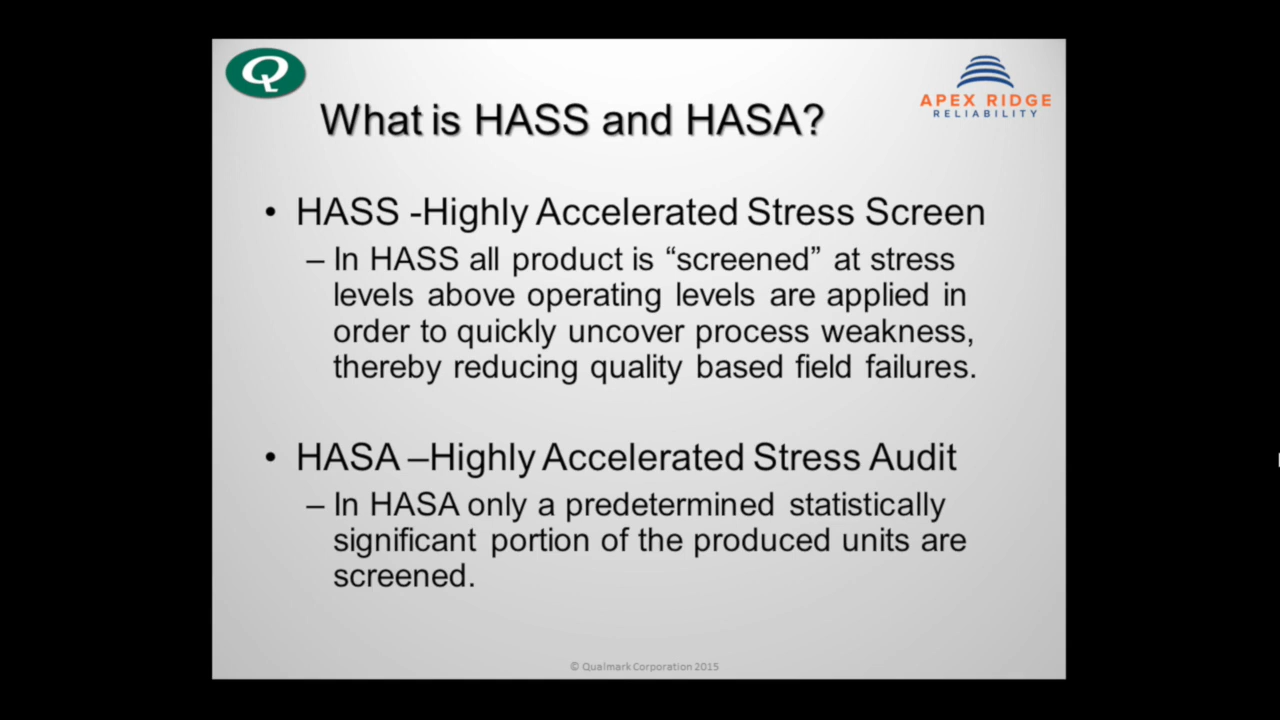 Q
APEX RIDGE
RELIABILITY
What is HASS and HASA?
• HASS -Highly Accelerated Stress Screen
– In HASS all product is “screened” at stress
levels above operating levels are applied in
order to quickly uncover process weakness,
thereby reducing quality based field failures.
• HASA –Highly Accelerated Stress Audit
– In HASA only a predetermined statistically
significant portion of the produced units are
screened.
© Qualmark Corporation 2015